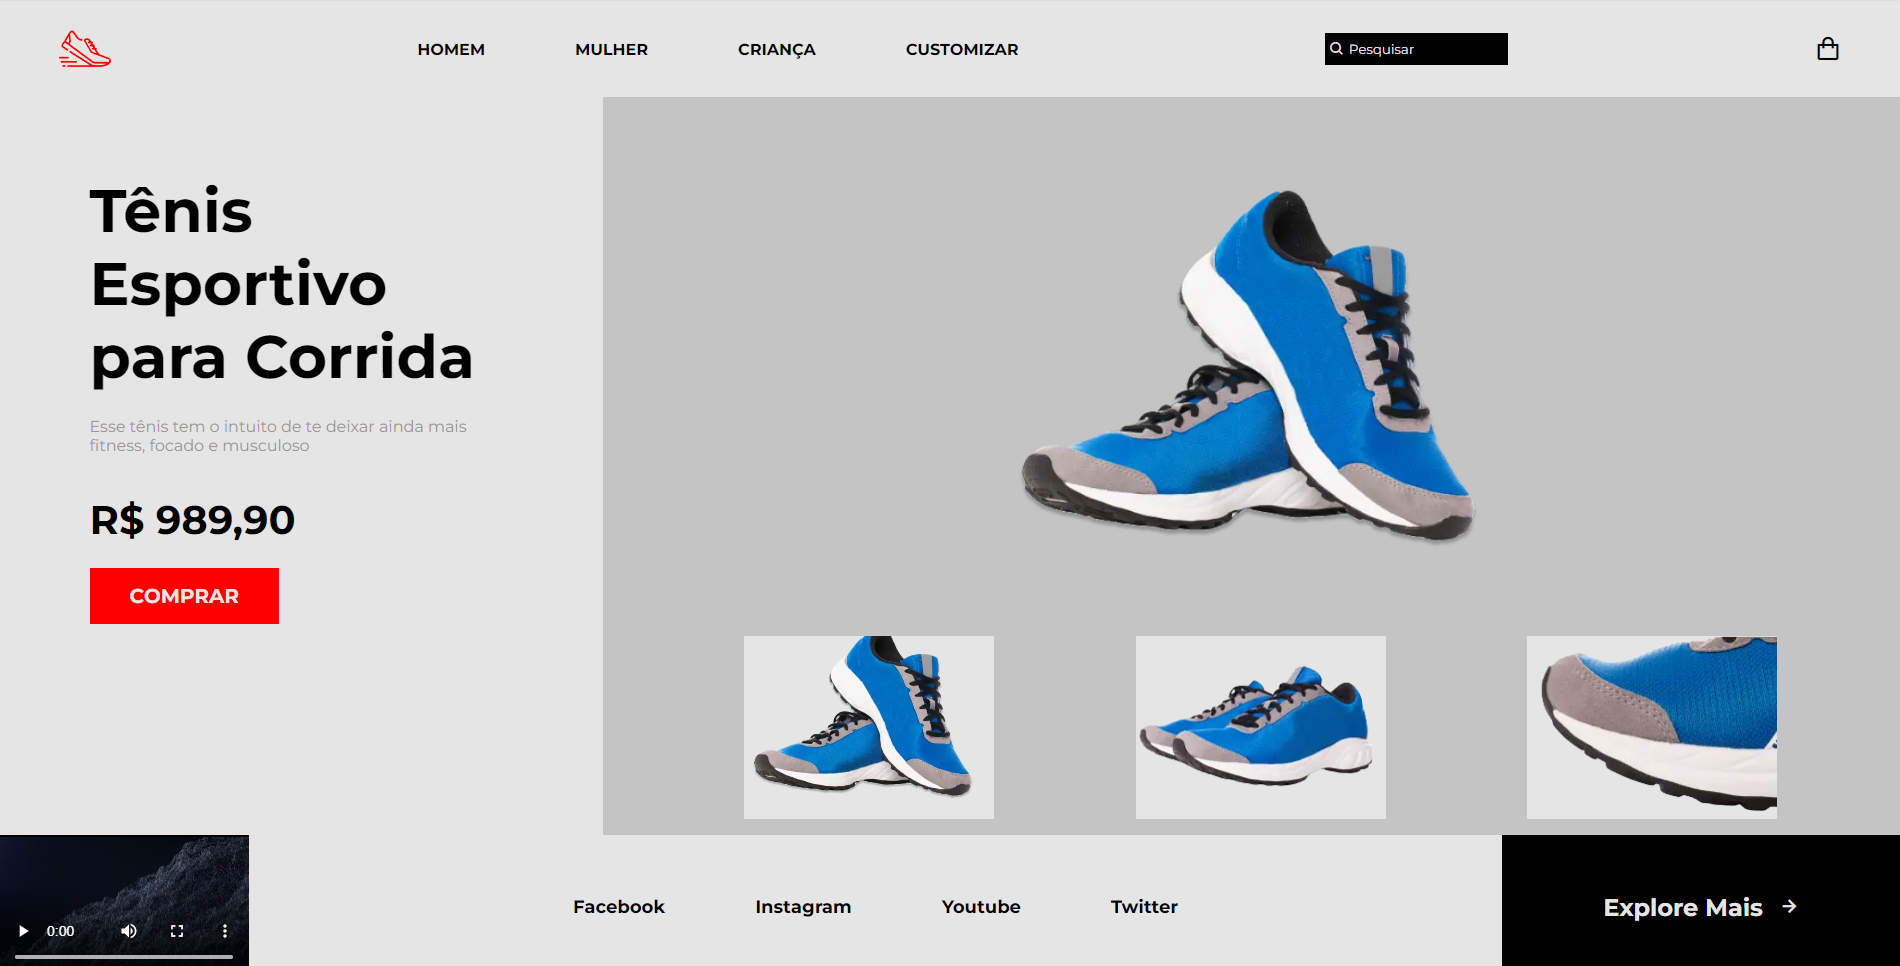 HOMEM
MULHER
CRIANÇA
CUSTOMIZAR
Pesquisar
Tênis
Esportivo
para Corrida
Esse tênis tem o intuito de te deixar ainda mais
fitness, focado e musculoso
R$ 989,90
COMPRAR
0:00
Facebook
Instagram
Youtube
Twitter
Explore Mais